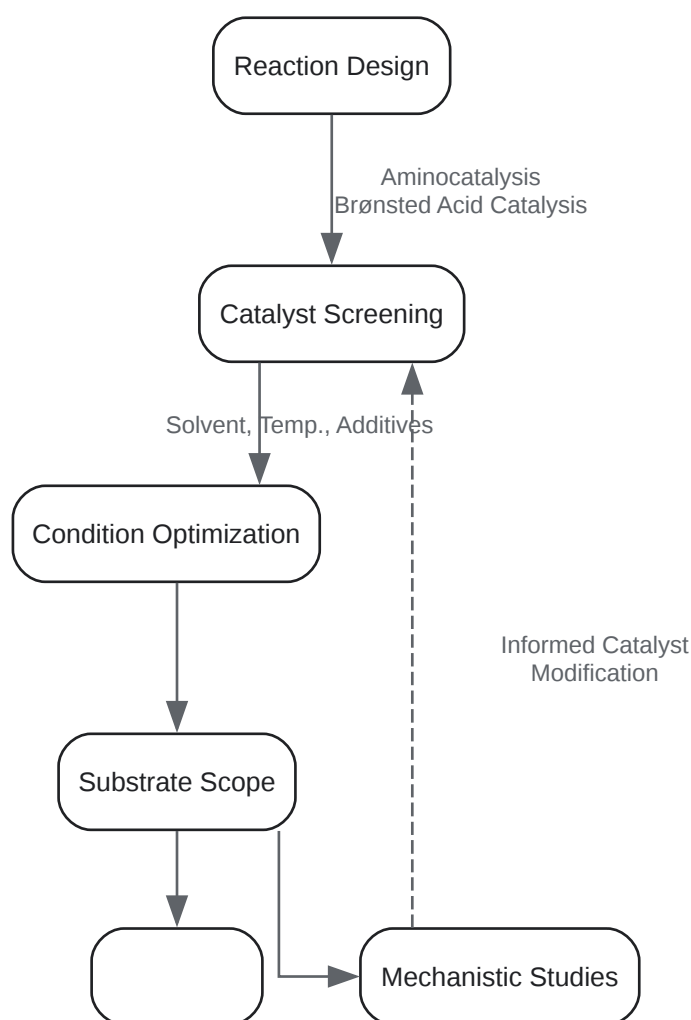 Reaction Design
Aminocatalysis
Brønsted Acid Catalysis
Catalyst Screening
Solvent, Temp., Additives
Condition Optimization
Informed Catalyst
Modification
Substrate Scope
Mechanistic Studies